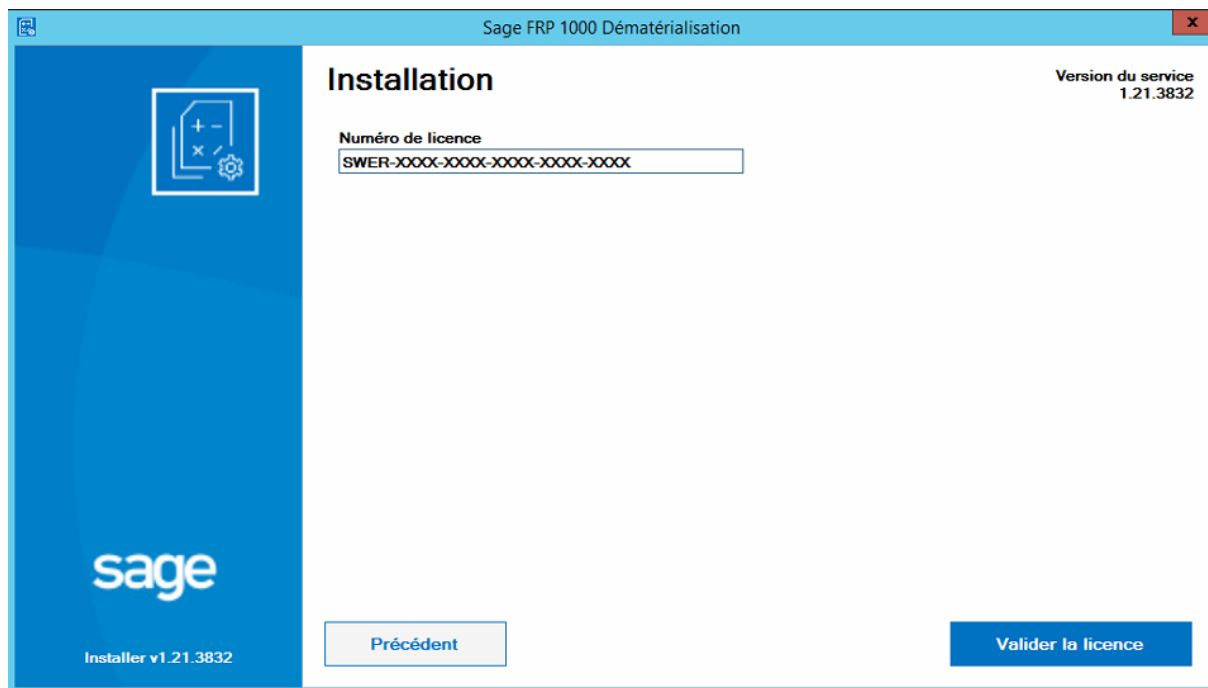 Sage FRP 1000 Dématérialisation
x
Installation
Version du service
1.21.3832
Numéro de licence
SWER-XXXX-XXXX-XXXX-XXXX-XXXX
sage
Installer v1.21.3832
Précédent
Valider la licence